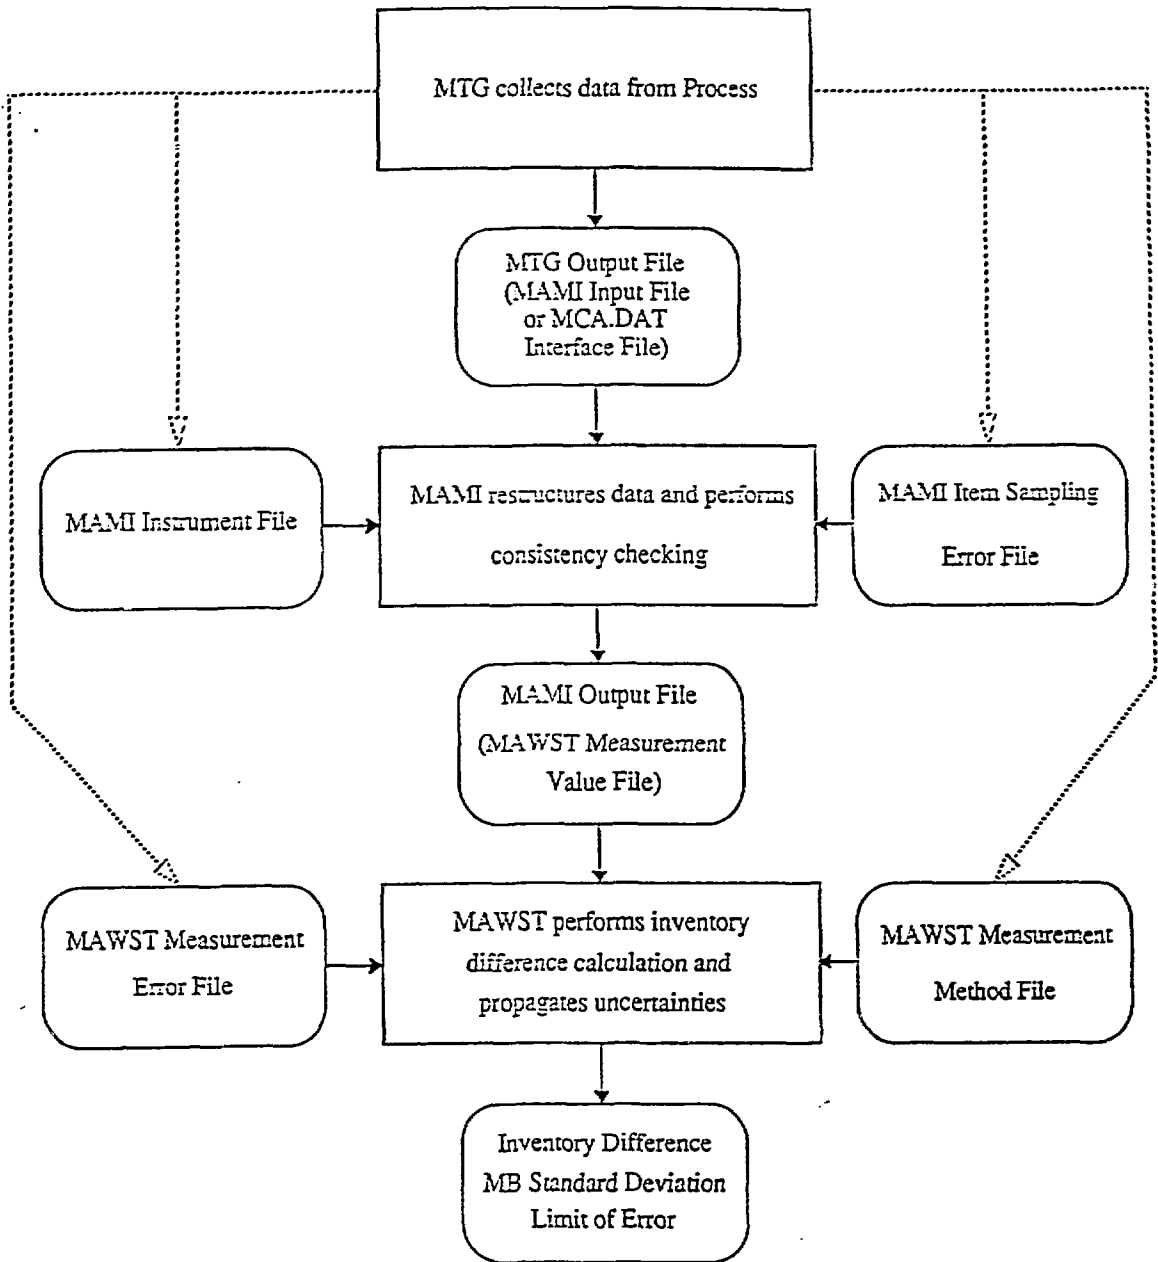 MTG collects data from Process
MTG Output File
(MAMI Input File
or MCA.DAT
Interface File)
MAMI Instrument File
MAMI restructures data and performs
consistency checking
MAMI Item Sampling
Error File
MAMI Output File
(MAWST Measurement
Value File)
MAWST Measurement
Error File
MAWST performs inventory
difference calculation and
propagates uncertainties
MAWST Measurement
Method File
Inventory Difference
MB Standard Deviation
Limit of Error